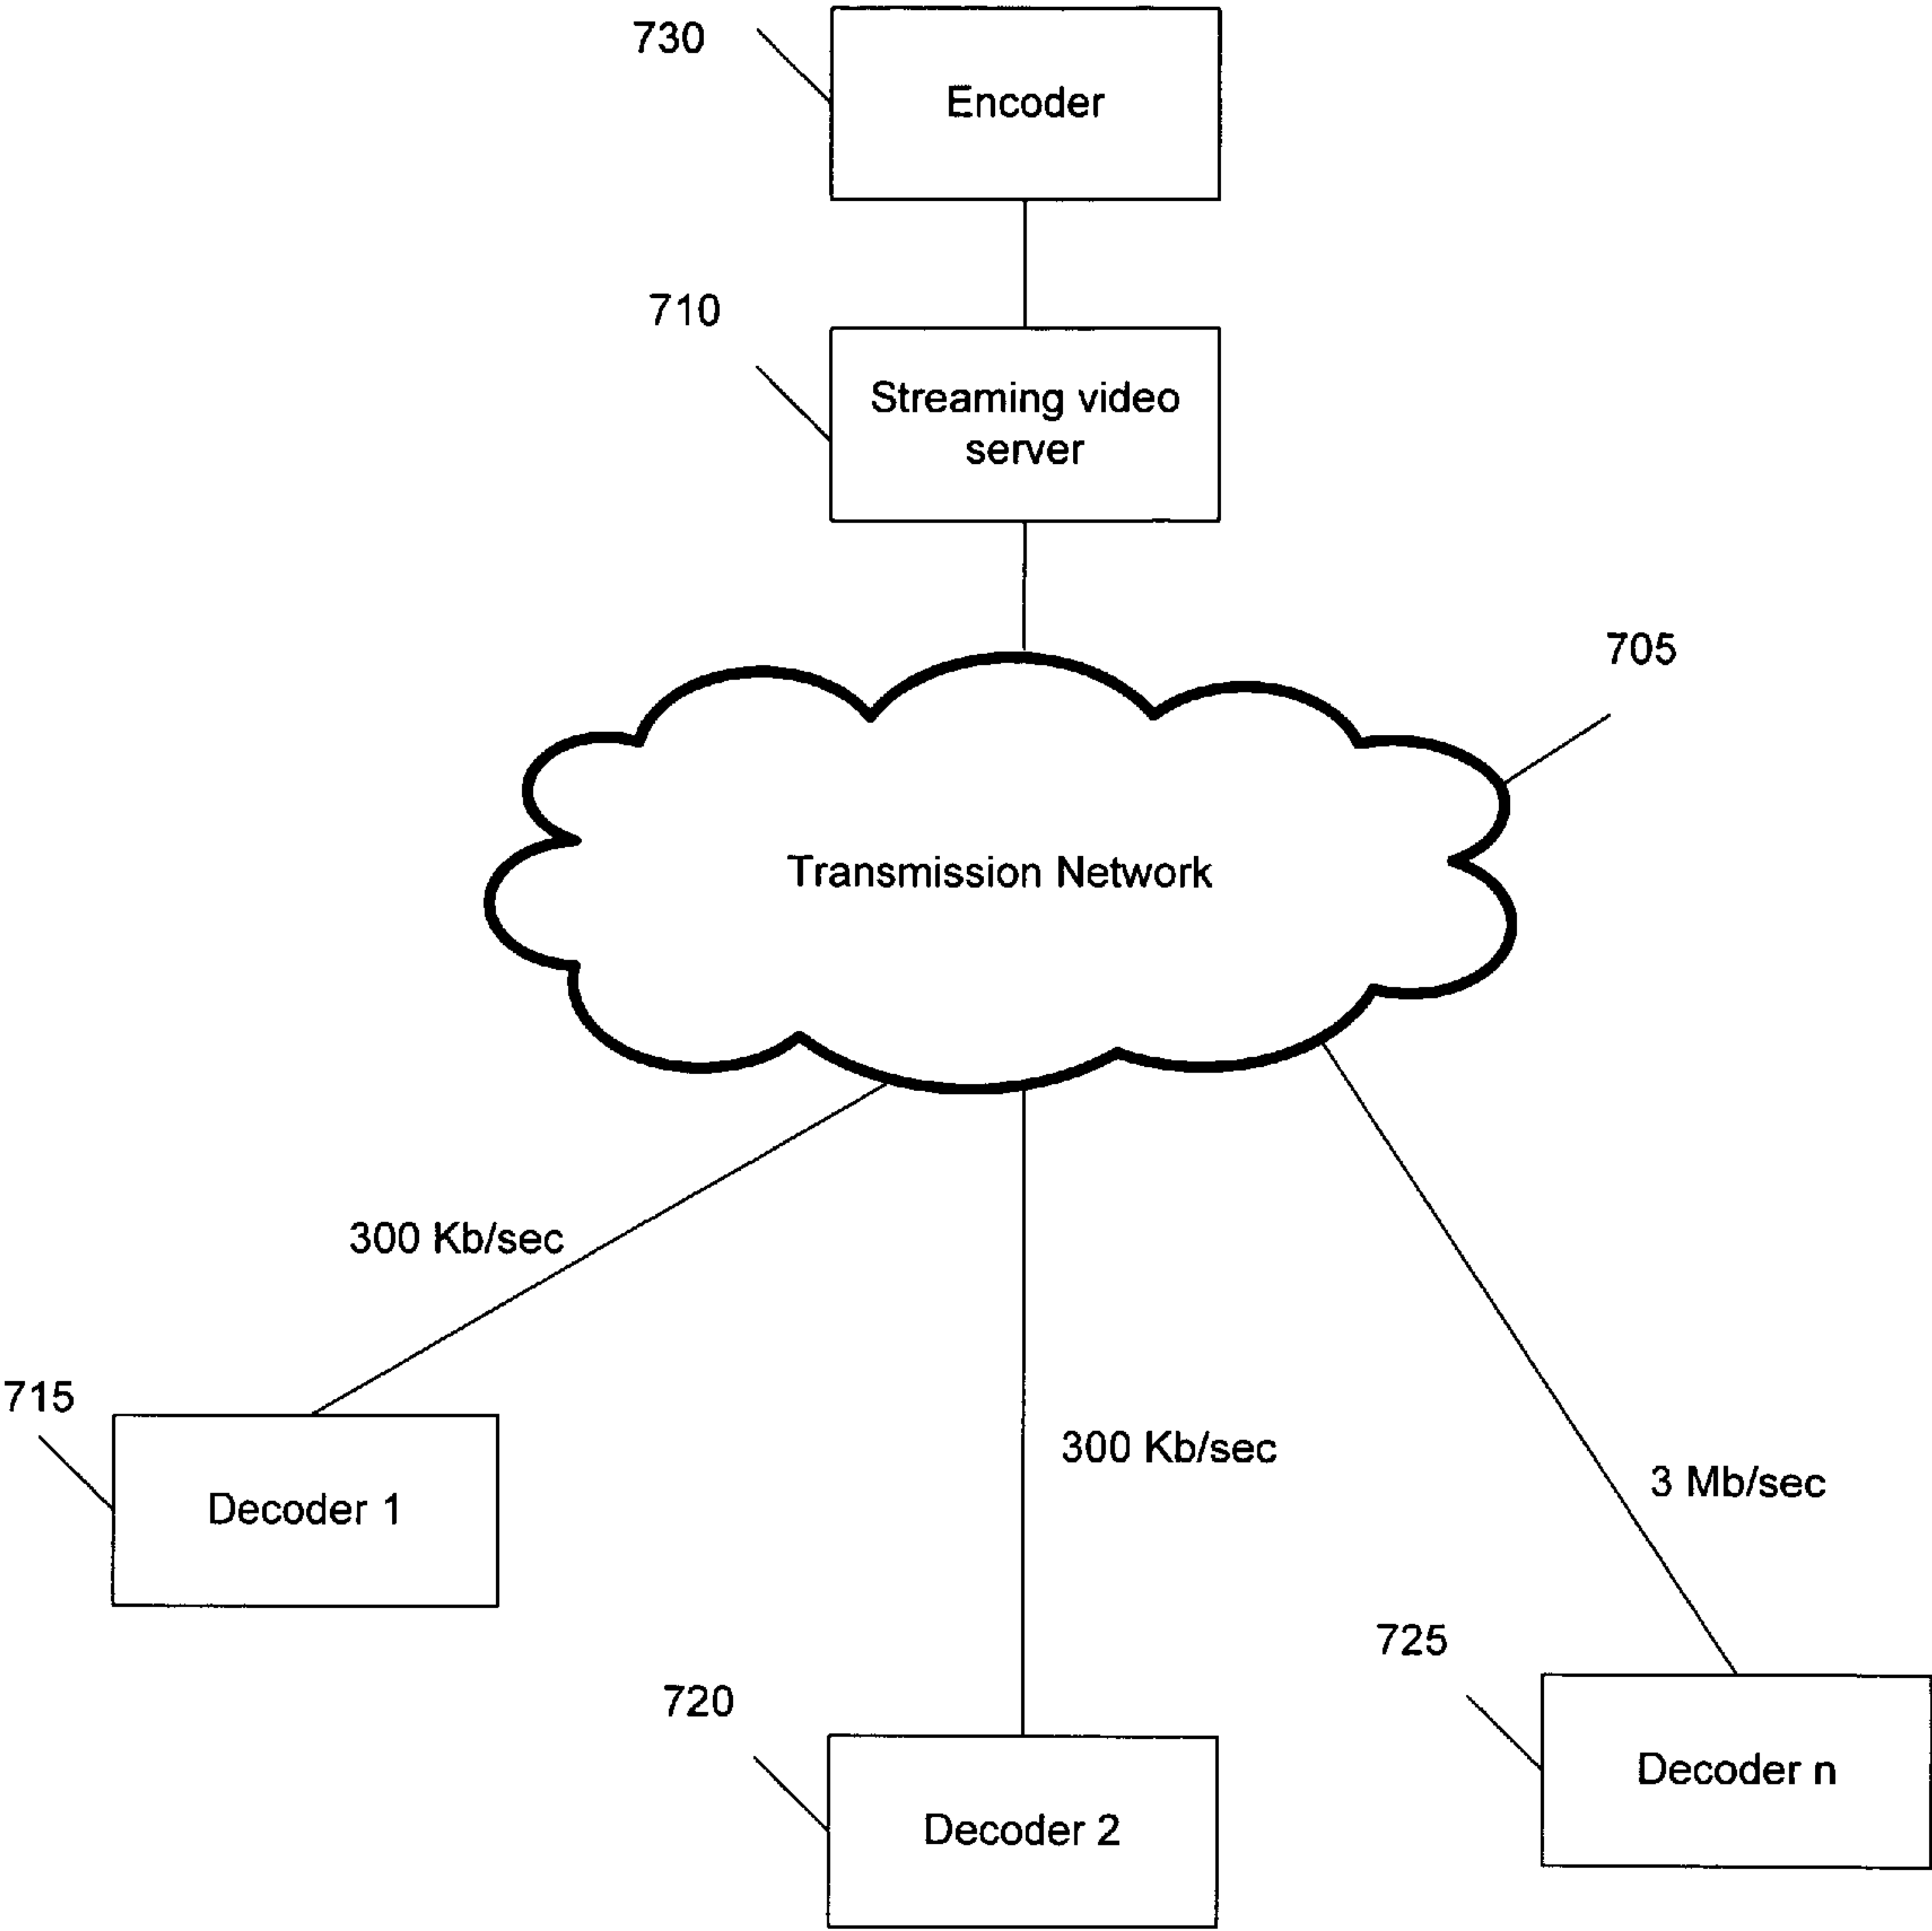 730
Encoder
710
Streaming video
server
705
Transmission Network
300 Kb/sec
715
Decoder 1
300 Kb/sec
3 Mb/sec
725
720
Decoder n
Decoder 2